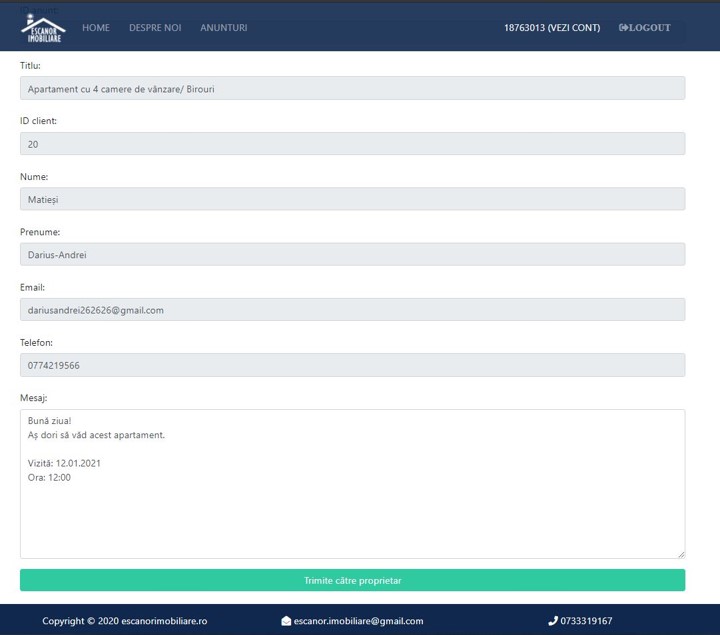 ESCANOR
IMOBILIARE
HOME DESPRE NOI ANUNTURI 18763013 (VEZI CONT) LOGOUT
Titlu:
Apartament cu 4 camere de vânzare/ Birouri
ID client:
20
Nume:
Matieși
Prenume:
Darius-Andrei
Email:
dariusandrei262626@gmail.com
Telefon:
0774219566
Mesaj:
Bună ziua!
Aș dori să văd acest apartament.
Vizită: 12.01.2021
Ora: 12:00
Trimite către proprietar
Copyright © 2020 escanorimobiliare.ro escanor.imobiliare@gmail.com 0733319167